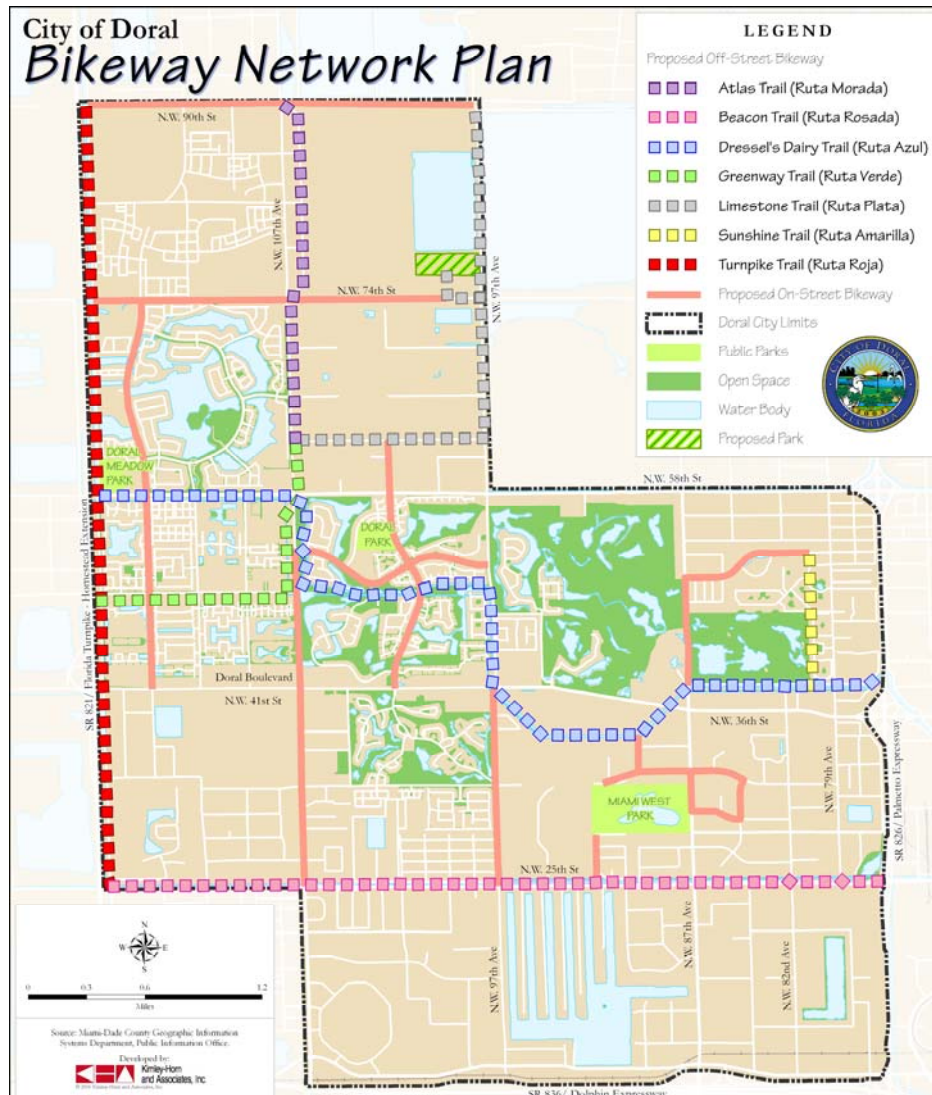 City of Doral
Bikeway Network Plan
LEGEND
Proposed Off-Street Bikeway
Atlas Trail (Ruta Morada)
Beacon Trail (Ruta Rosada)
Dressel's Dairy Trail (Ruta Azul)
Greenway Trail (Ruta Verde)
Limestone Trail (Ruta Plata)
Sunshine Trail (Ruta Amarilla)
Turnpike Trail (Ruta Roja)
Proposed On-Street Bikeway
Doral City Limits
Public Parks
Open Space
Water Body
Proposed Park
CITY OF DORAL
FLORIDA
N.W. 90th St
N.W. 107th Ave
N.W. 97th Ave
N.W. 74th St
DORAL
MEADOW
PARK
N.W. 58th St
DORAL
PARK
SR 821/ Florida Turnpike - Homestead Extension
Doral Boulevard
N.W. 41st St
N.W. 36th St
N.W. 79th Ave
SR 826/ Palmetto Expressway
MIAMI WEST
PARK
N.W. 25th St
N.W. 97th Ave
N.W. 87th Ave
N.W. 82nd Ave
SR 836/ Dolphin Expressway
N
W E
S
0 0.3 0.6 1.2
Miles
Source: Miami-Dade County Geographic Information
Systems Department, Public Information Office.
Developed by:
Kimley-Horn
and Associates, Inc.